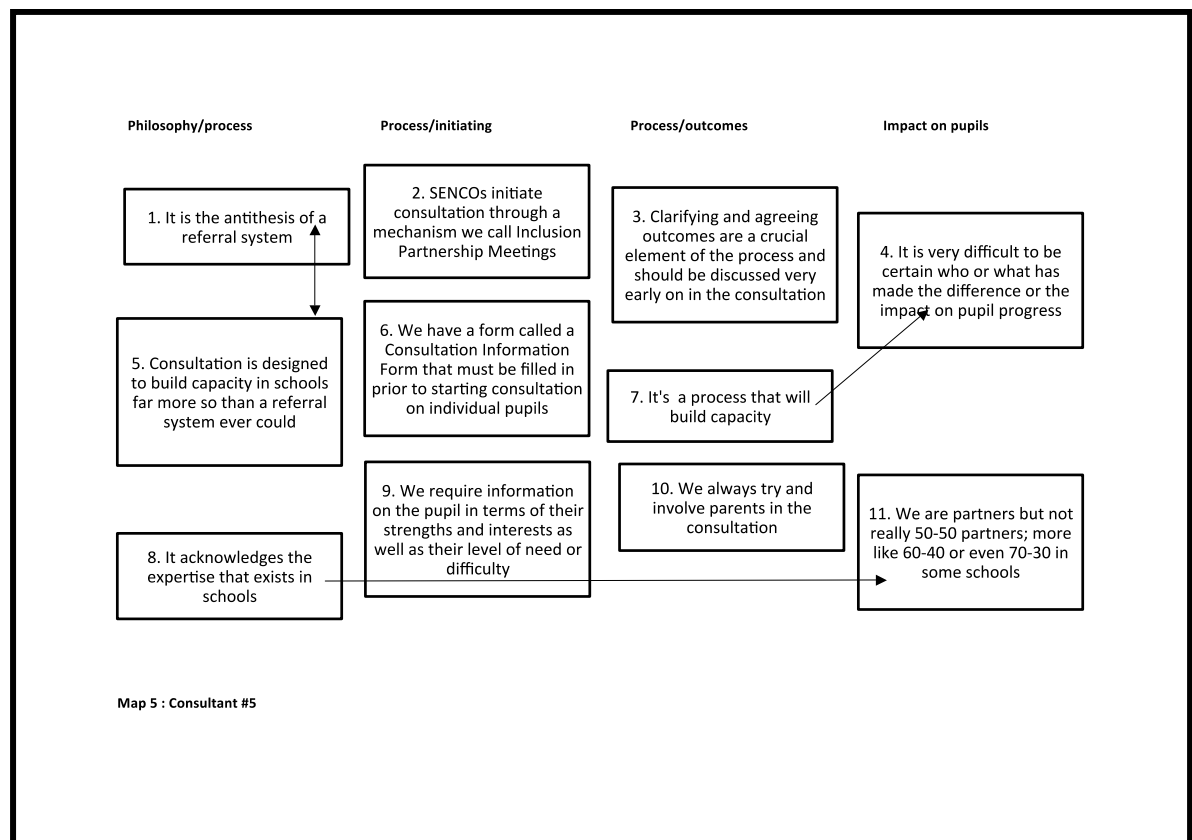 Philosophy/process
Process/initiating
Process/outcomes
Impact on pupils
1. It is the antithesis of a
referral system
2. SENCOs initiate
consultation through a
mechanism we call Inclusion
Partnership Meetings
3. Clarifying and agreeing
outcomes are a crucial
element of the process and
should be discussed very
early on in the consultation
4. It is very difficult to be
certain who or what has
made the difference or the
impact on pupil progress
5. Consultation is designed
to build capacity in schools
far more so than a referral
system ever could
6. We have a form called a
Consultation Information
Form that must be filled in
prior to starting consultation
on individual pupils
7. It's  a process that will
build capacity
8. It acknowledges the
expertise that exists in
schools
9. We require information
on the pupil in terms of their
strengths and interests as
well as their level of need or
difficulty
10. We always try and
involve parents in the
consultation
11. We are partners but not
really 50-50 partners; more
like 60-40 or even 70-30 in
some schools
Map 5 : Consultant #5